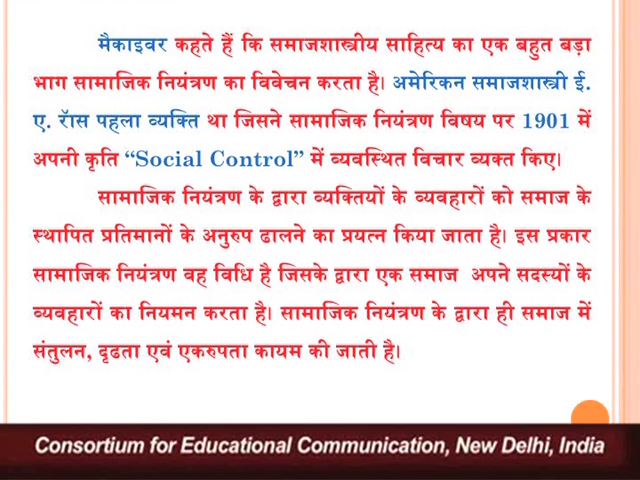 मैकाइवर कहते हैं कि समाजशास्त्रीय साहित्य का एक बहुत बड़ा
भाग सामाजिक नियंत्रण का विवेचन करता है। अमेरिकन समाजशास्त्री ई.
ए. रॉस पहला व्यक्ति था जिसने सामाजिक नियंत्रण विषय पर 1901 में
अपनी कृति “Social Control” में व्यवस्थित विचार व्यक्त किए।
सामाजिक नियंत्रण के द्वारा व्यक्तियों के व्यवहारों को समाज के
स्थापित प्रतिमानों के अनुरुप ढालने का प्रयत्न किया जाता है। इस प्रकार
सामाजिक नियंत्रण वह विधि है जिसके द्वारा एक समाज अपने सदस्यों के
व्यवहारों का नियमन करता है। सामाजिक नियंत्रण के द्वारा ही समाज में
संतुलन, दृढता एवं एकरुपता कायम की जाती है।
Consortium for Educational Communication, New Delhi, India